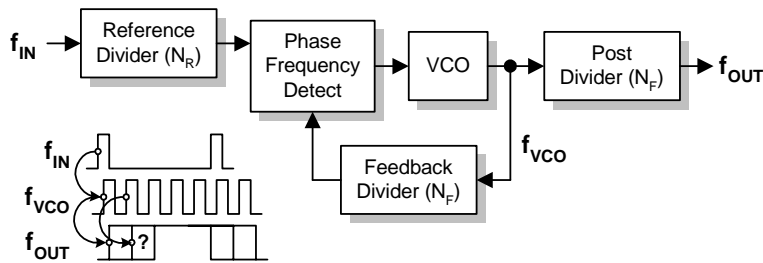 f_IN
Reference
Divider (N_R)
Phase
Frequency
Detect
VCO
Post
Divider (N_F)
f_OUT
f_VCO
Feedback
Divider (N_F)
f_IN
f_VCO
f_OUT
?